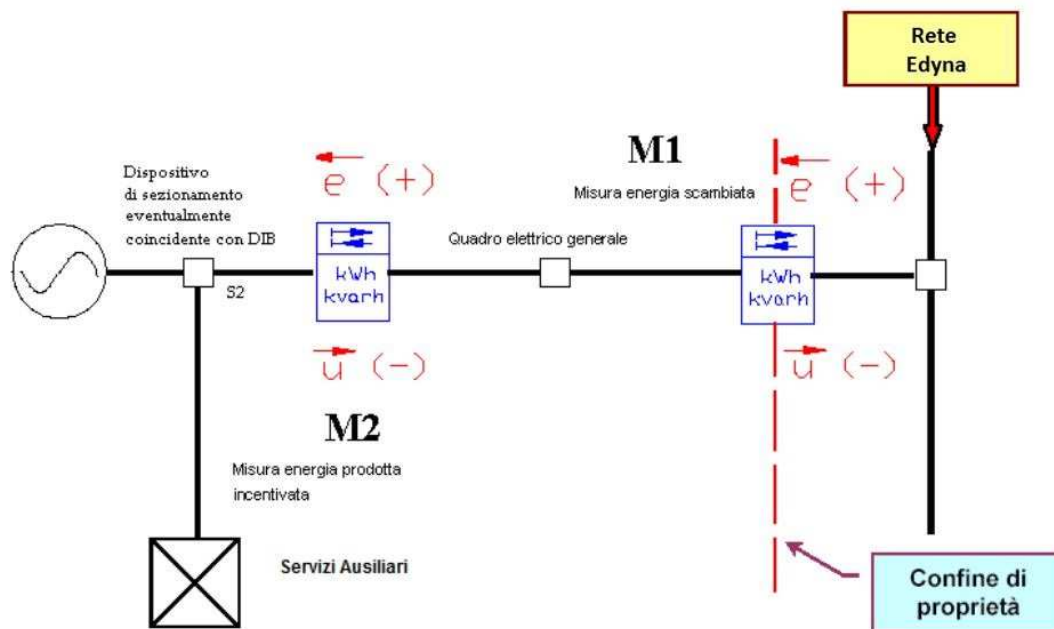 Rete
Edyna
M1
Misura energia scambiata
e (+)
e (+)
Dispositivo
di sezionamento
eventualmente
coincidente con DIB
Quadro elettrico generale
kWh
kvarh
kWh
kvarh
S2
u (-)
u (-)
M2
Misura energia prodotta
incentivata
Servizi Ausiliari
Confine di
proprietà